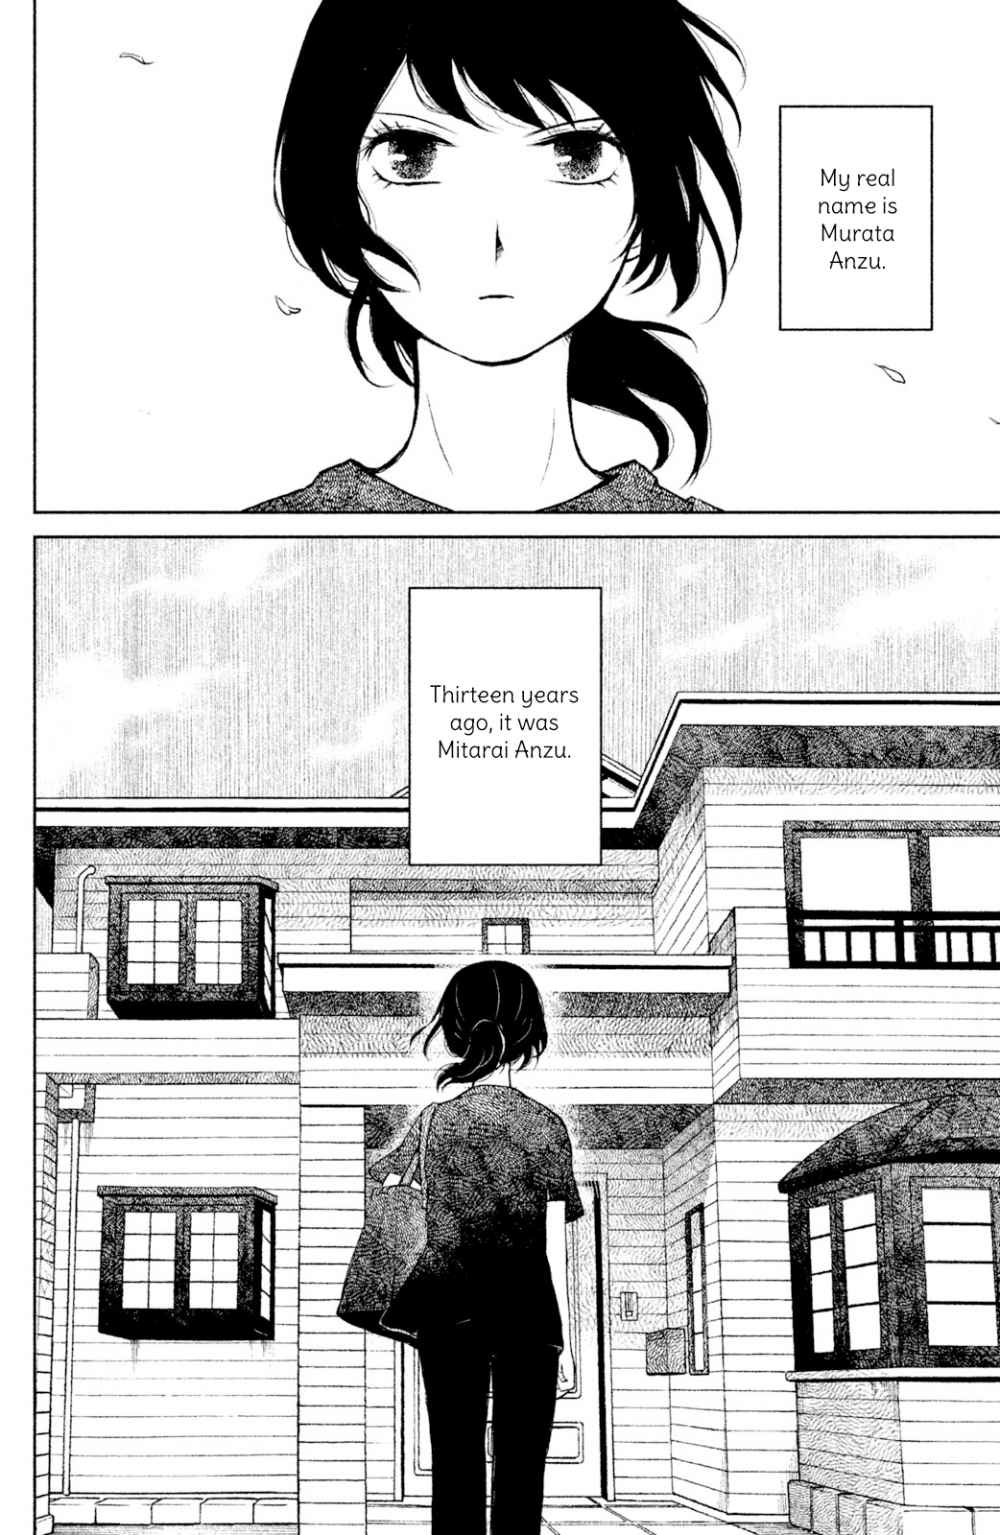 My real
name is
Murata
Anzu.
Thirteen years
ago, it was
Mitarai Anzu.